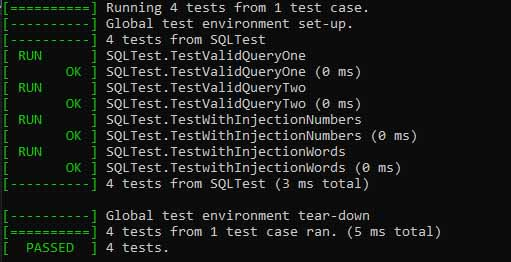 [==========] Running 4 tests from 1 test case.
[----------] Global test environment set-up.
[----------] 4 tests from SQLTest
[ RUN      ] SQLTest.TestValidQueryOne
[       OK ] SQLTest.TestValidQueryOne (0 ms)
[ RUN      ] SQLTest.TestValidQueryTwo
[       OK ] SQLTest.TestValidQueryTwo (0 ms)
[ RUN      ] SQLTest.TestWithInjectionNumbers
[       OK ] SQLTest.TestWithInjectionNumbers (0 ms)
[ RUN      ] SQLTest.TestwithInjectionWords
[       OK ] SQLTest.TestwithInjectionWords (0 ms)
[----------] 4 tests from SQLTest (3 ms total)

[----------] Global test environment tear-down
[==========] 4 tests from 1 test case ran. (5 ms total)
[  PASSED  ] 4 tests.